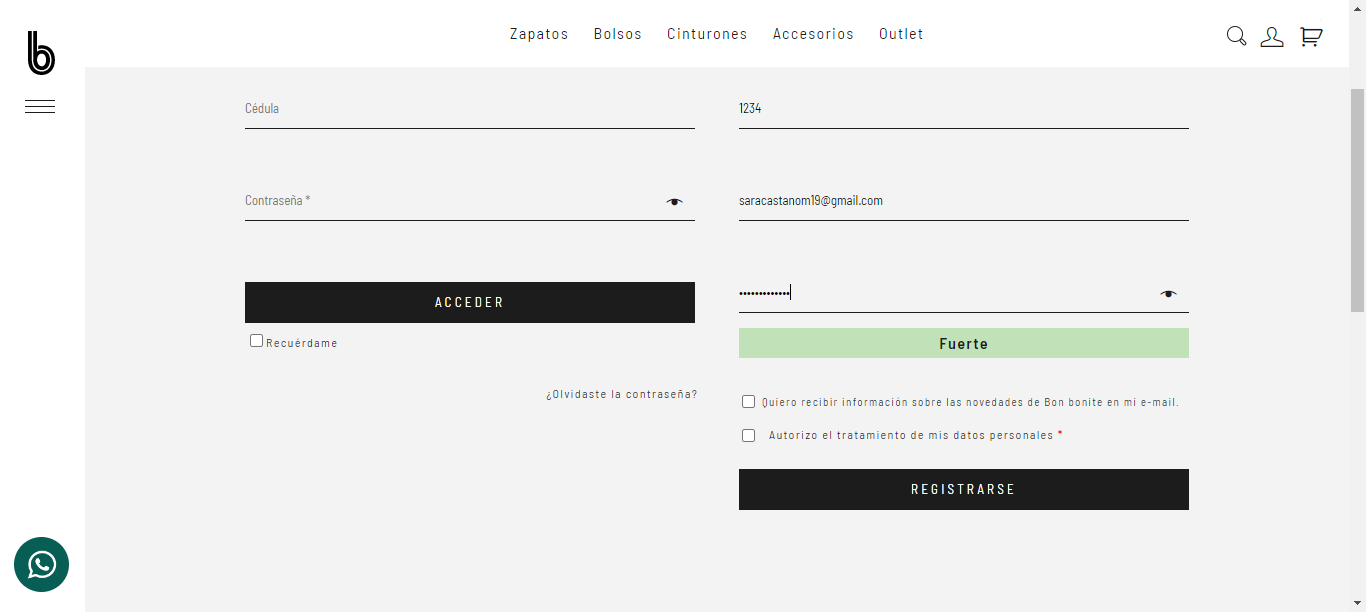 b
Zapatos Bolsos Cinturones Accesorios Outlet
Cédula
Contraseña *
ACCEDER
Recuérdame
¿Olvidaste la contraseña?
1234
saracastanom19@gmail.com
•••••••••••••
Fuerte
Quiero recibir información sobre las novedades de Bon bonite en mi e-mail.
Autorizo el tratamiento de mis datos personales *
REGISTRARSE